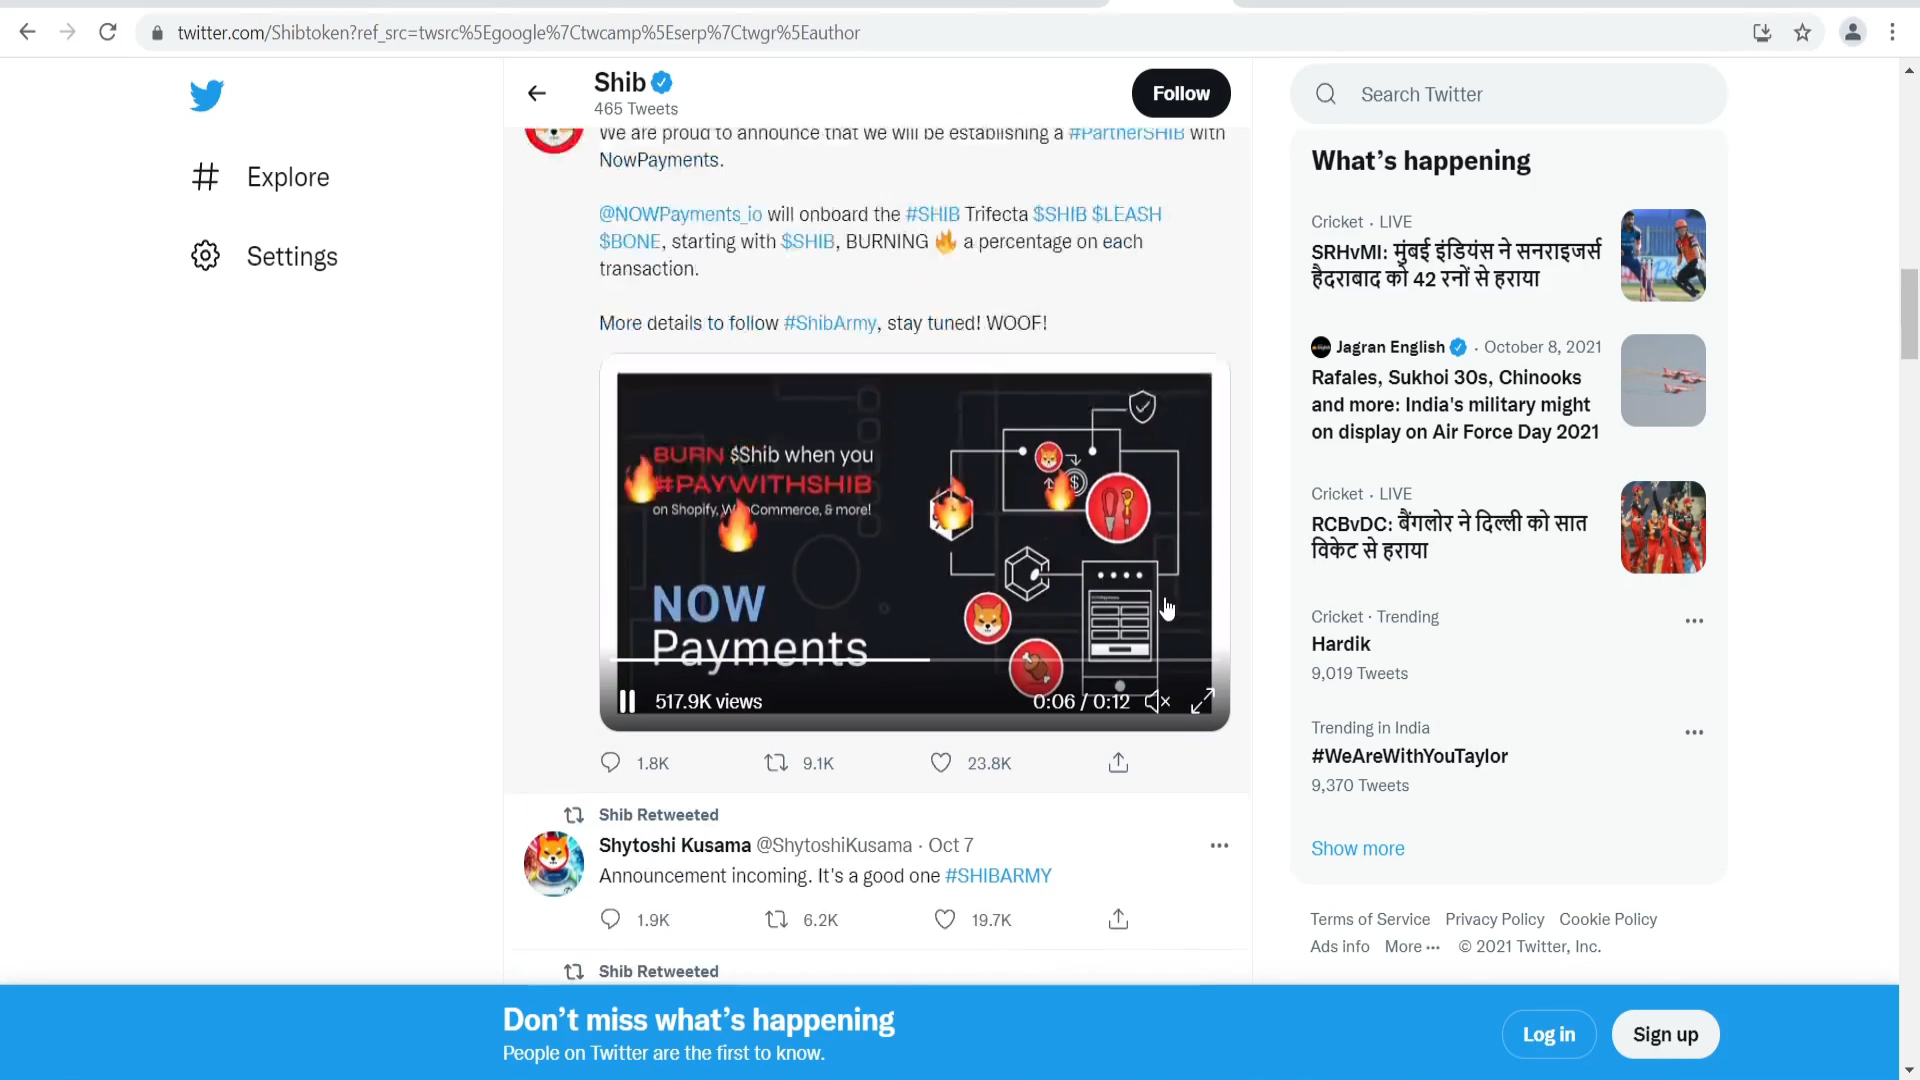 twitter.com/Shibtoken?ref_src=twsrc%5Egoogle%7Ctwcamp%5Eserp%7Ctwgr%5Eauthor
Explore
Settings
Shib
465 Tweets
Follow
We are proud to announce that we will be establishing a #PartnerSHIB with
NowPayments.
@NOWPayments_io will onboard the #SHIB Trifecta $SHIB $LEASH
$BONE, starting with $SHIB, BURNING 🔥 a percentage on each
transaction.
More details to follow #ShibArmy, stay tuned! WOOF!
BURN $Shib when you
#PAYWITHSHIB
on Shopify, WooCommerce, & more!
NOW
Payments
517.9K views
0:06 / 0:12
1.8K
9.1K
23.8K
Shib Retweeted
Shytoshi Kusama @ShytoshiKusama · Oct 7
Announcement incoming. It's a good one #SHIBARMY
1.9K
6.2K
19.7K
Shib Retweeted
Search Twitter
What's happening
Cricket · LIVE
SRHvMI: मुंबई इंडियंस ने सनराइजर्स
हैदराबाद को 42 रनों से हराया
Jagran English · October 8, 2021
Rafales, Sukhoi 30s, Chinooks
and more: India's military might
on display on Air Force Day 2021
Cricket · LIVE
RCBvDC: बैंगलोर ने दिल्ली को सात
विकेट से हराया
Cricket · Trending
Hardik
9,019 Tweets
Trending in India
#WeAreWithYouTaylor
9,370 Tweets
Show more
Terms of Service Privacy Policy Cookie Policy
Ads info More ··· © 2021 Twitter, Inc.
Don't miss what's happening
People on Twitter are the first to know.
Log in
Sign up